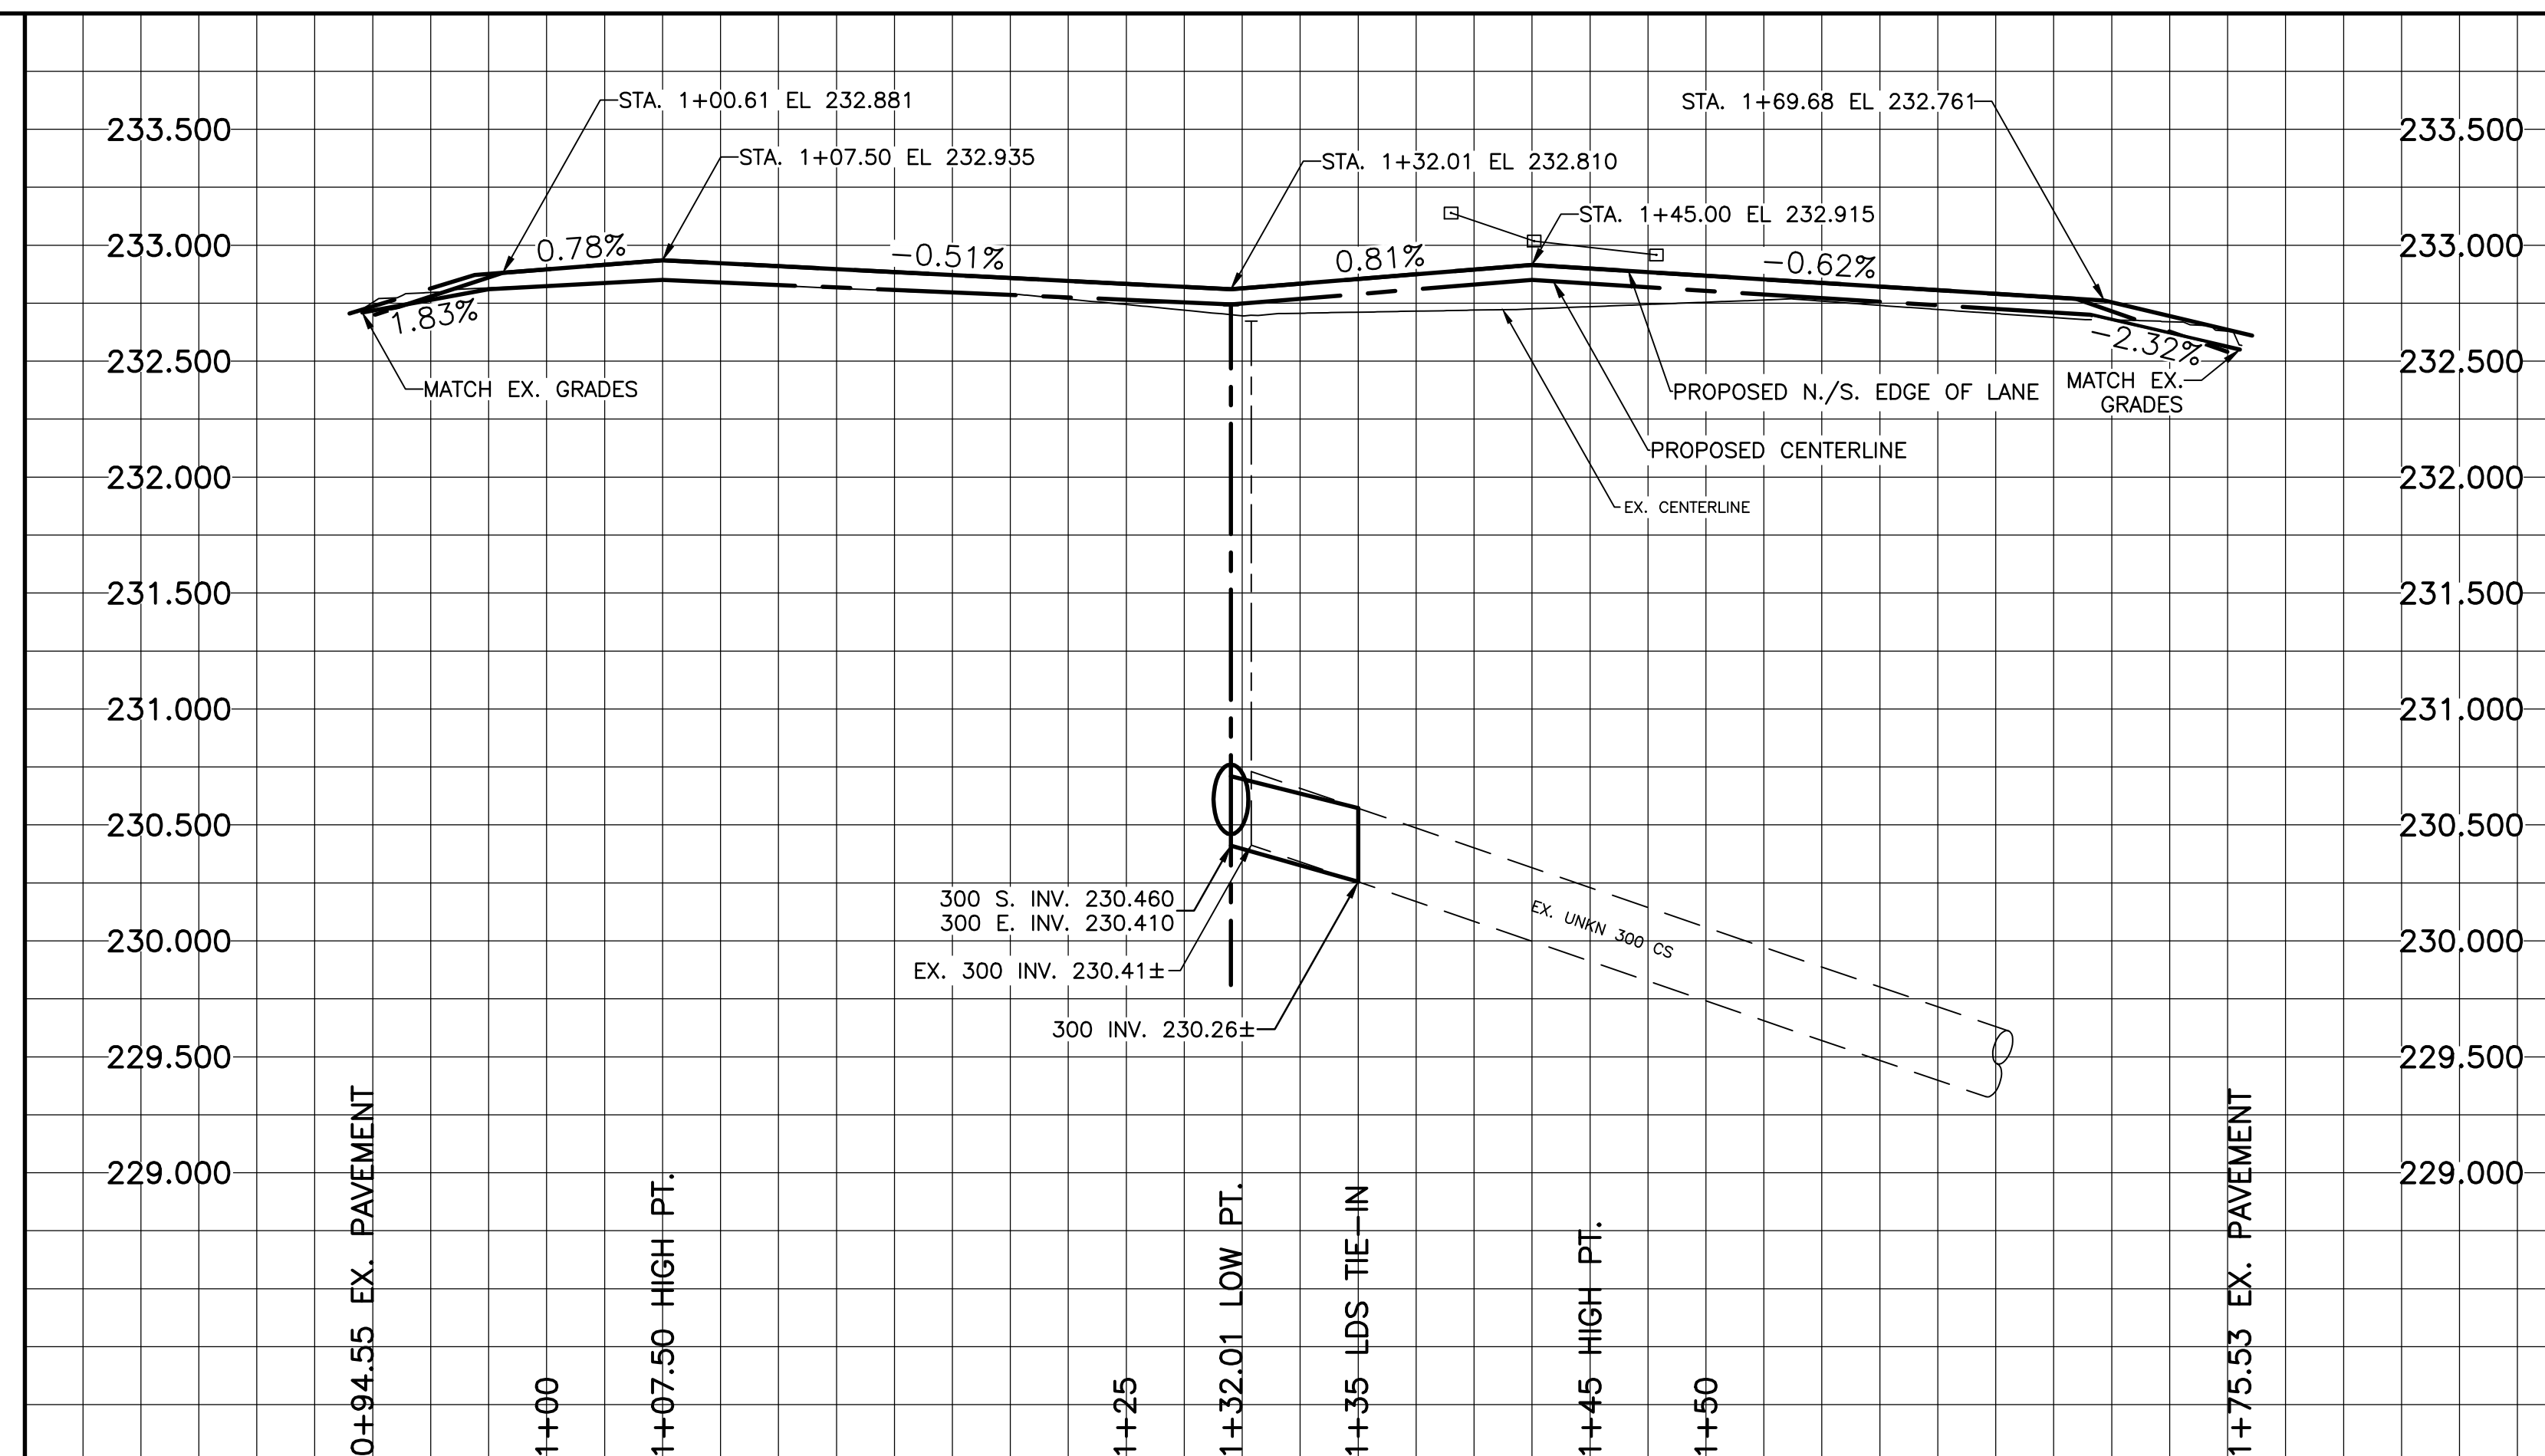 STA. 1+00.61 EL 232.881
STA. 1+69.68 EL 232.761
233.500
233.500
STA. 1+07.50 EL 232.935
STA. 1+32.01 EL 232.810
STA. 1+45.00 EL 232.915
233.000
0.78%
-0.51%
0.81%
-0.62%
233.000
1.83%
-2.32%
232.500
232.500
MATCH EX. GRADES
PROPOSED N./S. EDGE OF LANE
MATCH EX.
GRADES
PROPOSED CENTERLINE
232.000
232.000
EX. CENTERLINE
231.500
231.500
231.000
231.000
230.500
230.500
300 S. INV. 230.460
300 E. INV. 230.410
EX. UNKN 300 CS
230.000
230.000
EX. 300 INV. 230.41±
300 INV. 230.26±
229.500
229.500
229.000
229.000
0+94.55 EX. PAVEMENT
1+00
1+07.50 HIGH PT.
1+25
1+32.01 LOW PT.
1+35 LDS TIE-IN
1+45 HIGH PT.
1+50
1+75.53 EX. PAVEMENT